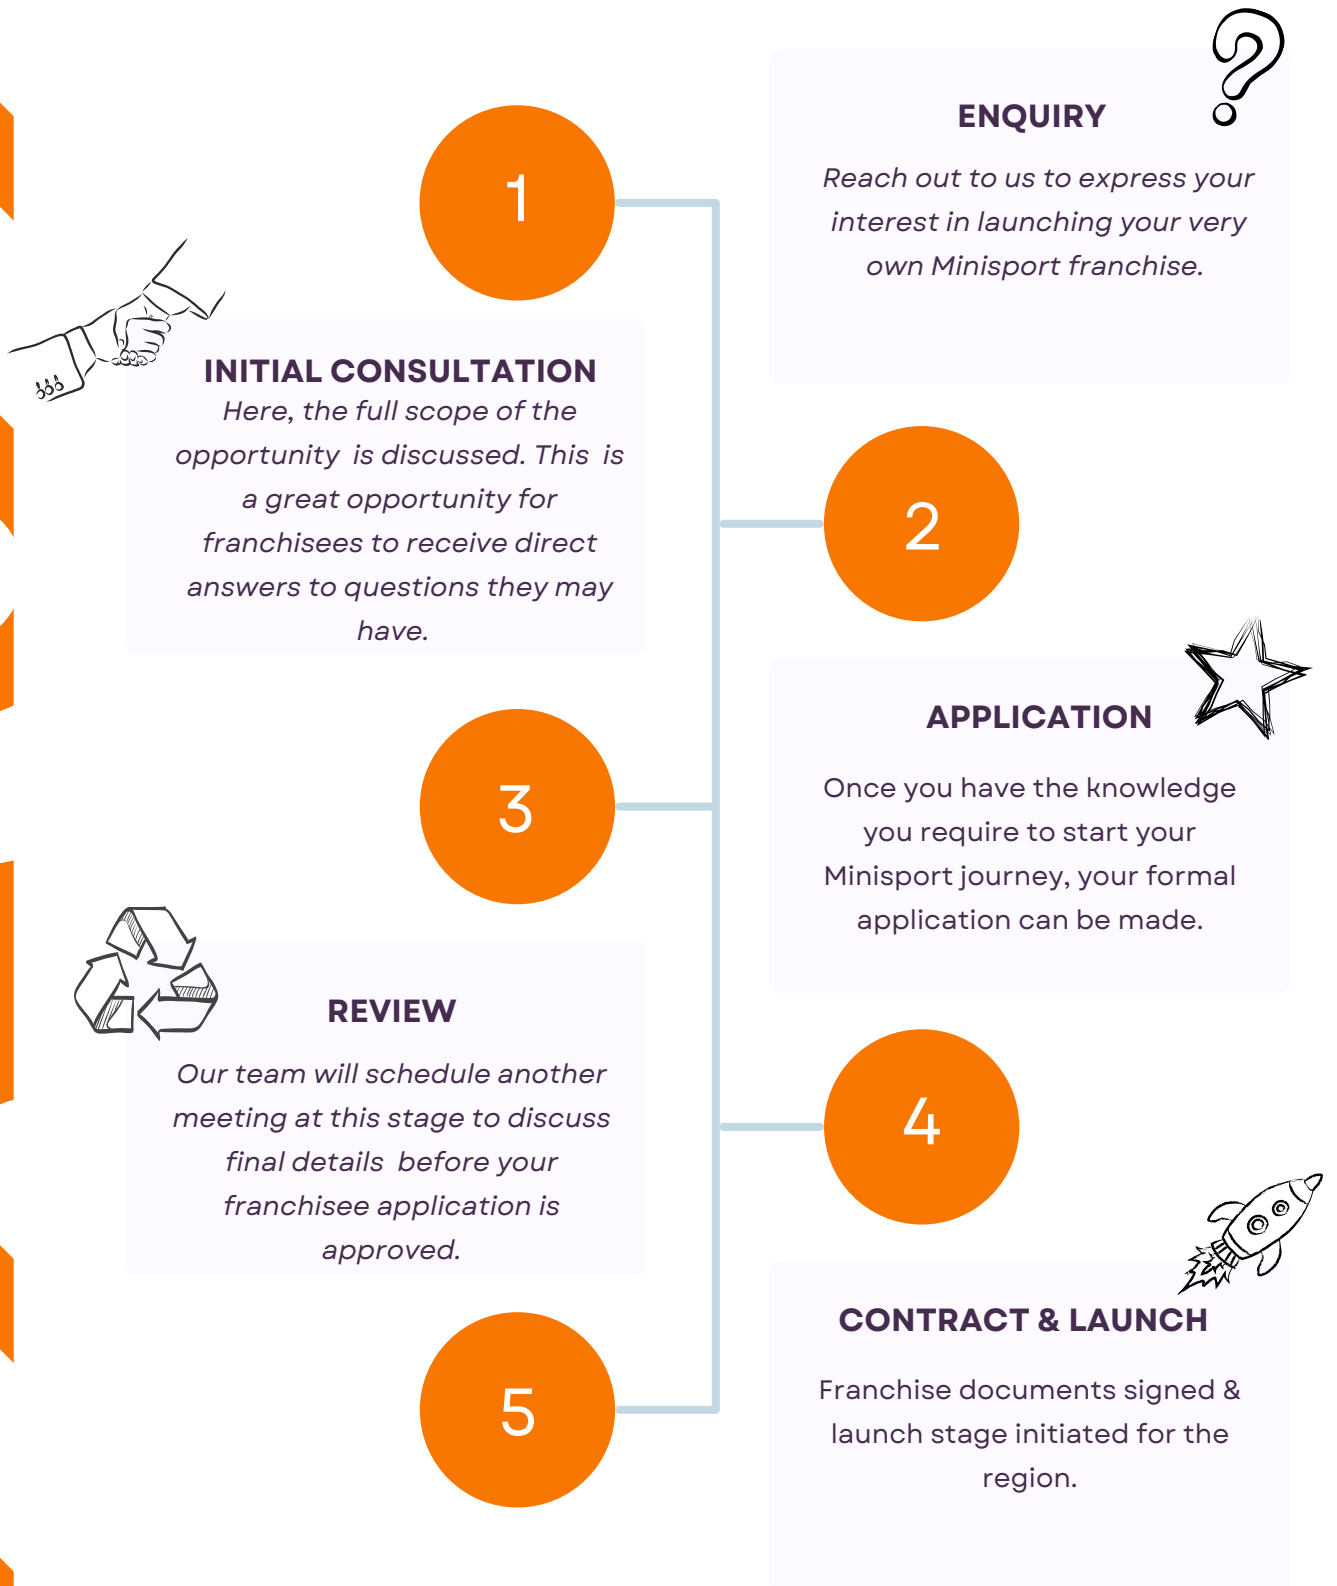 1
ENQUIRY
Reach out to us to express your
interest in launching your very
own Minisport franchise.
2
INITIAL CONSULTATION
Here, the full scope of the
opportunity is discussed. This is
a great opportunity for
franchisees to receive direct
answers to questions they may
have.
3
APPLICATION
Once you have the knowledge
you require to start your
Minisport journey, your formal
application can be made.
4
REVIEW
Our team will schedule another
meeting at this stage to discuss
final details before your
franchisee application is
approved.
5
CONTRACT & LAUNCH
Franchise documents signed &
launch stage initiated for the
region.